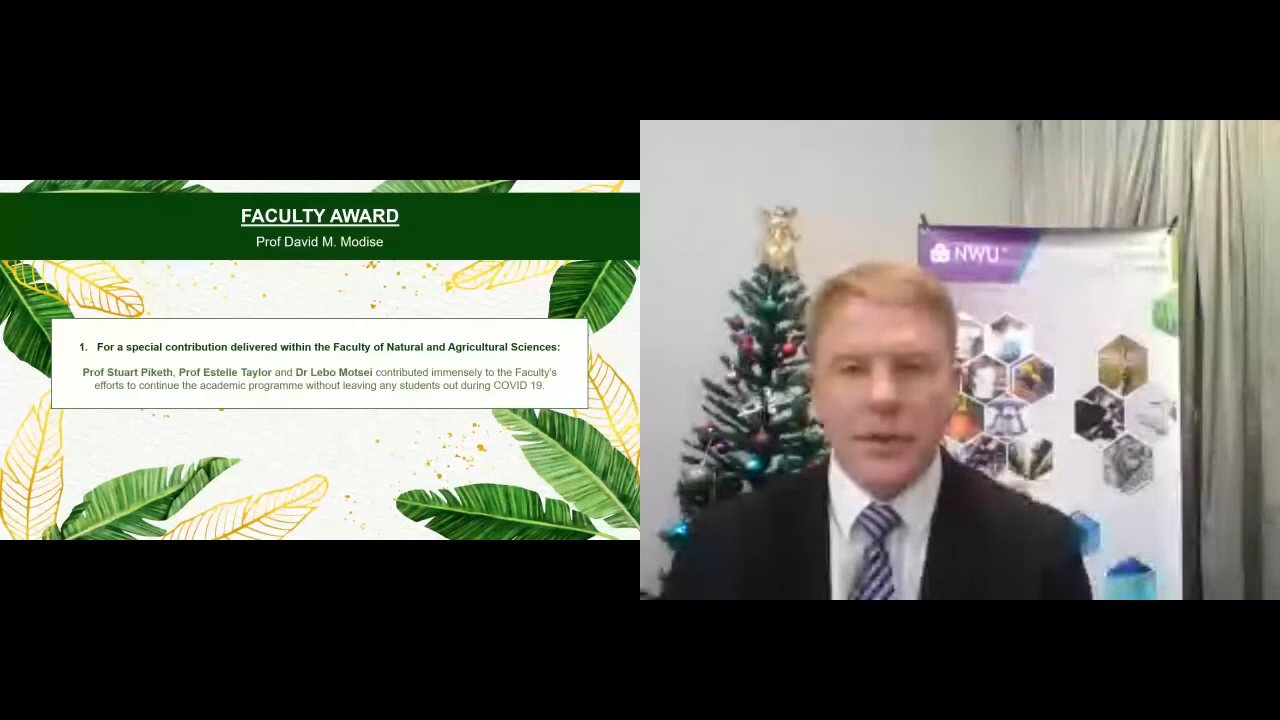 FACULTY AWARD
Prof David M. Modise
1. For a special contribution delivered within the Faculty of Natural and Agricultural Sciences:
Prof Stuart Piketh, Prof Estelle Taylor and Dr Lebo Motsei contributed immensely to the Faculty's
efforts to continue the academic programme without leaving any students out during COVID 19.
NWU